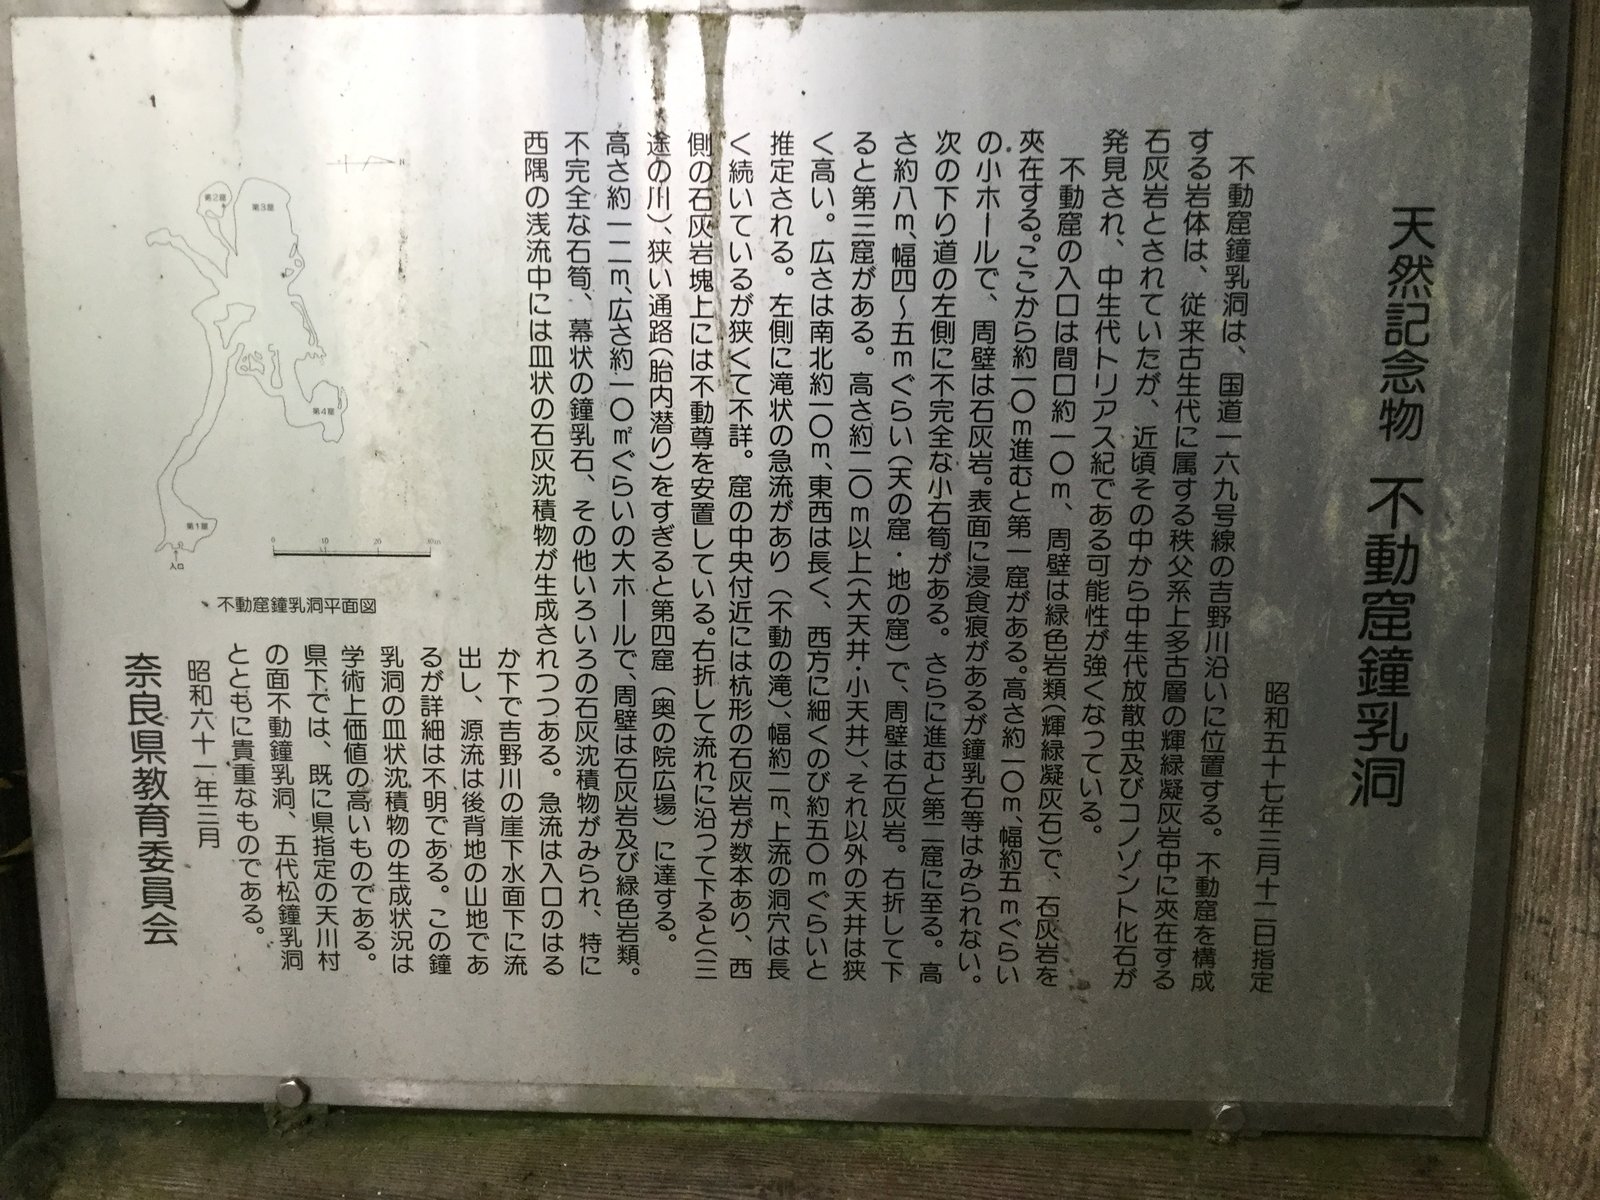 天然記念物 不動窟鐘乳洞
昭和五十七年三月十二日指定
不動窟鐘乳洞は、国道一六九号線の吉野川沿いに位置する。不動窟を構成
する岩体は、従来古生代に属する秩父系上多古層の輝緑凝灰岩中に夾在する
石灰岩とされていたが、近頃その中から中生代放散虫及びコノゾント化石が
発見され、中生代トリアス紀である可能性が強くなっている。
不動窟の入口は間口約一〇m、周壁は緑色岩類(輝緑凝灰石)で、石灰岩を
夾在する。ここから約一〇m進むと第一窟がある。高さ約一〇m、幅約五mぐらい
の小ホールで、周壁は石灰岩。表面に浸食痕があるが鐘乳石等はみられない。
次の下り道の左側に不完全な小石筍がある。さらに進むと第二窟に至る。高
さ約八m、幅四〜五mぐらい(天の窟・地の窟)で、周壁は石灰岩。右折して下
ると第三窟がある。高さ約二〇m以上(大天井・小天井)、それ以外の天井は狭
く高い。広さは南北約一〇m、東西は長く、西方に細くのび約五〇mぐらいと
推定される。左側に滝状の急流があり(不動の滝)、幅約二m、上流の洞穴は長
く続いているが狭くて不詳。窟の中央付近には杭形の石灰岩が数本あり、西
側の石灰岩塊上には不動尊を安置している。右折して流れに沿って下ると(三
途の川)、狭い通路(胎内潜り)をすぎると第四窟(奥の院広場)に達する。
高さ約一二m、広さ約一〇㎡ぐらいの大ホールで、周壁は石灰岩及び緑色岩類。
不完全な石筍、幕状の鐘乳石、その他いろいろの石灰沈積物がみられ、特に
西隅の浅流中には皿状の石灰沈積物が生成されつつある。急流は入口のはる
か下で吉野川の崖下水面下に流
出し、源流は後背地の山地であ
るが詳細は不明である。この鐘
乳洞の皿状沈積物の生成状況は
学術上価値の高いものである。
県下では、既に県指定の天川村
の面不動鐘乳洞、五代松鐘乳洞
とともに貴重なものである。
昭和六十一年三月
奈良県教育委員会
N
第2窟
第3窟
第4窟
第1窟
入口
0 10 20 30m
不動窟鐘乳洞平面図